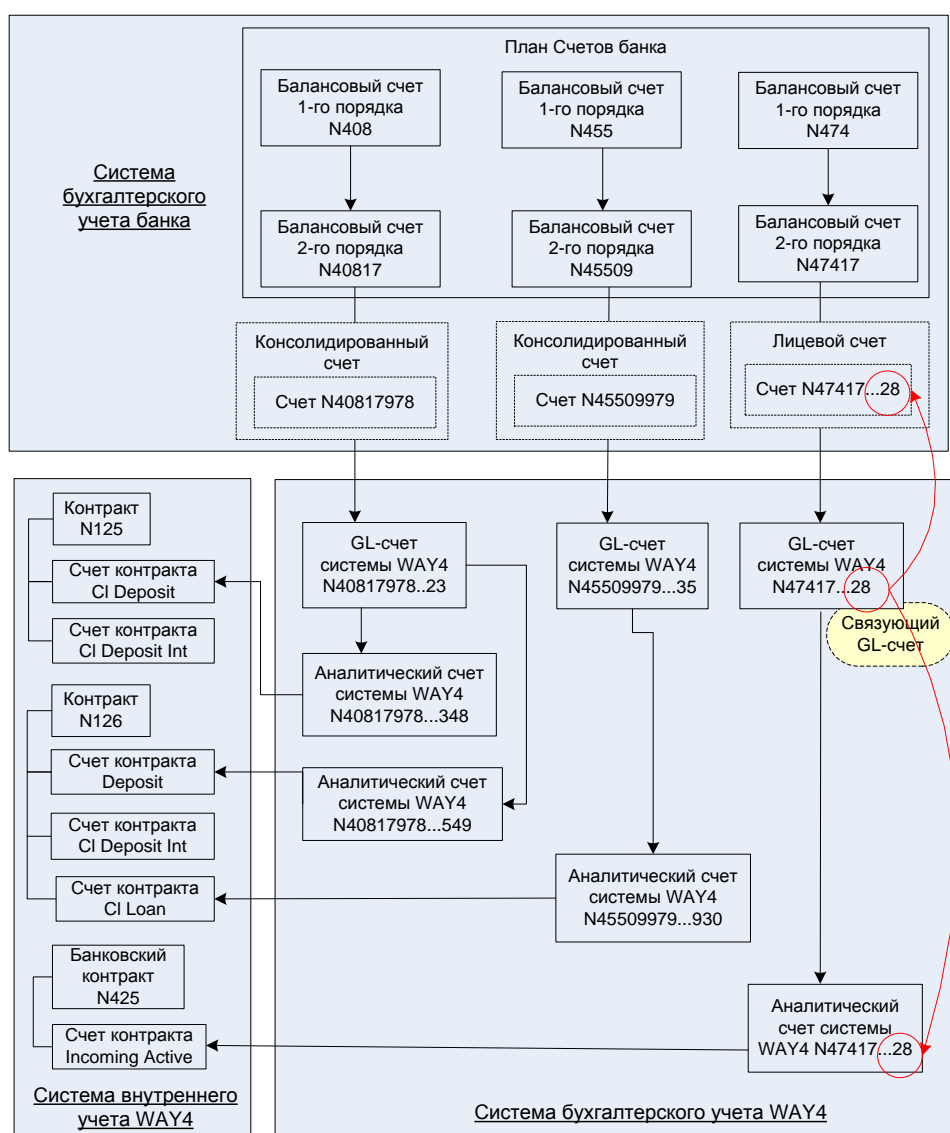 План Счетов банка
Балансовый счет
1-го порядка
N408
Балансовый счет
1-го порядка
N455
Балансовый счет
1-го порядка
N474
Система
бухгалтерского
учета банка
Балансовый счет
2-го порядка
N40817
Балансовый счет
2-го порядка
N45509
Балансовый счет
2-го порядка
N47417
Консолидированный
счет
Счет N40817978
Консолидированный
счет
Счет N45509979
Лицевой счет
Счет N47417...28
Контракт
N125
Счет контракта
Cl Deposit
Счет контракта
Cl Deposit Int
Контракт
N126
Счет контракта
Deposit
Счет контракта
Cl Deposit Int
Счет контракта
Cl Loan
Банковский
контракт
N425
Счет контракта
Incoming Active
Система внутреннего
учета WAY4
GL-счет
системы WAY4
N40817978..23
GL-счет
системы WAY4
N45509979...35
GL-счет
системы WAY4
N47417...28
Связующий
GL-счет
Аналитический счет
системы WAY4
N40817978...348
Аналитический счет
системы WAY4
N40817978...549
Аналитический счет
системы WAY4
N45509979...930
Аналитический
счет системы
WAY4 N47417...28
Система бухгалтерского учета WAY4